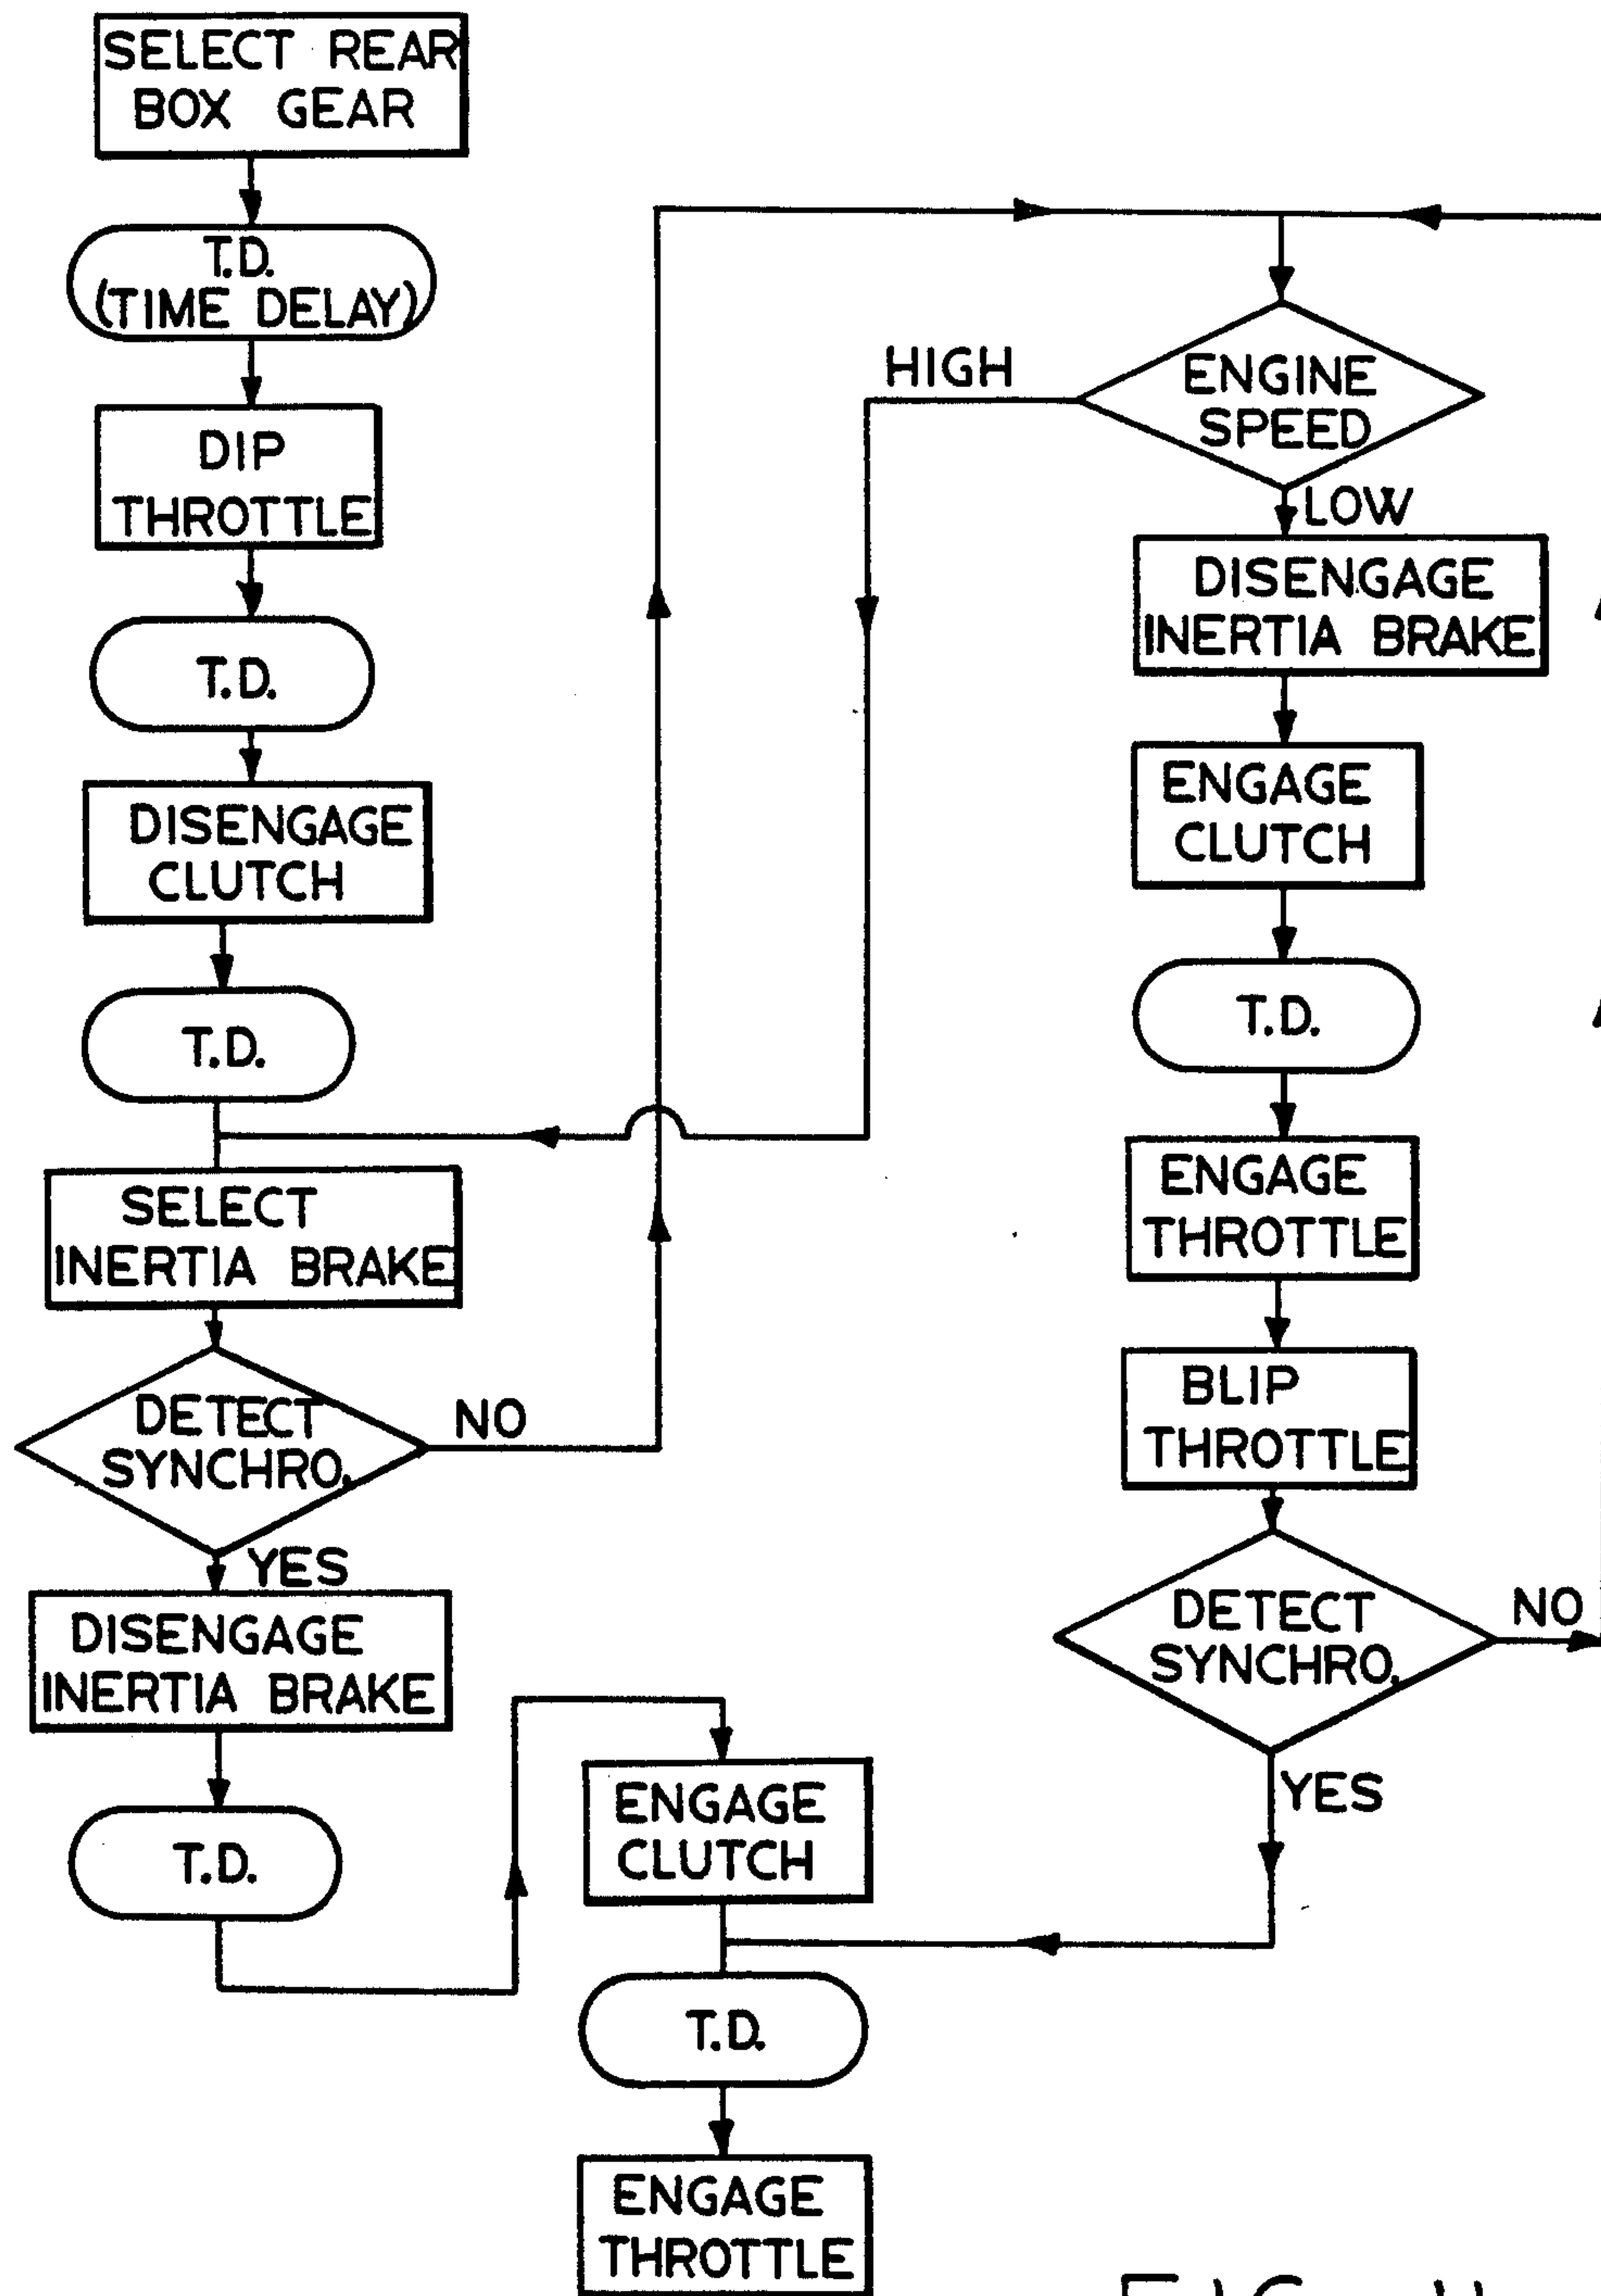 SELECT REAR
BOX GEAR
T.D.
(TIME DELAY)
DIP
THROTTLE
T.D.
DISENGAGE
CLUTCH
T.D.
SELECT
INERTIA BRAKE
DETECT
SYNCHRO.
NO
YES
DISENGAGE
INERTIA BRAKE
T.D.
ENGAGE
CLUTCH
T.D.
ENGAGE
THROTTLE
HIGH
ENGINE
SPEED
LOW
DISENGAGE
INERTIA BRAKE
ENGAGE
CLUTCH
T.D.
ENGAGE
THROTTLE
BLIP
THROTTLE
DETECT
SYNCHRO.
NO
YES